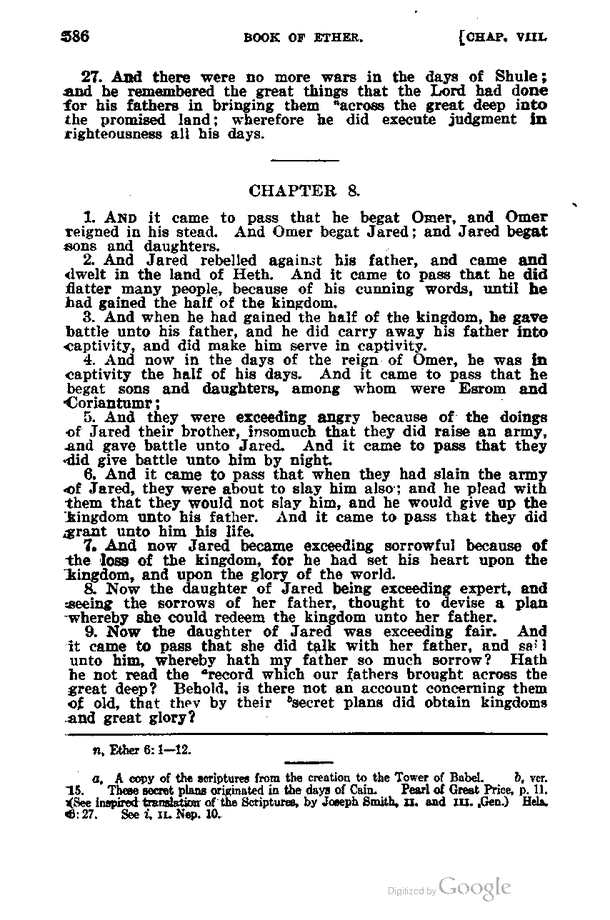 586 BOOK OF ETHER. [CHAP. VIII.
27. And there were no more wars in the days of Shule;
and he remembered the great things that the Lord had done
for his fathers in bringing them ⁿacross the great deep into
the promised land; wherefore he did execute judgment in
righteousness all his days.
CHAPTER 8.
1. AND it came to pass that he begat Omer, and Omer
reigned in his stead. And Omer begat Jared; and Jared begat
sons and daughters.
2. And Jared rebelled against his father, and came and
dwelt in the land of Heth. And it came to pass that he did
flatter many people, because of his cunning words, until he
had gained the half of the kingdom.
3. And when he had gained the half of the kingdom, he gave
battle unto his father, and he did carry away his father into
captivity, and did make him serve in captivity.
4. And now in the days of the reign of Omer, he was in
captivity the half of his days. And it came to pass that he
begat sons and daughters, among whom were Esrom and
Coriantumr;
5. And they were exceeding angry because of the doings
of Jared their brother, insomuch that they did raise an army,
and gave battle unto Jared. And it came to pass that they
did give battle unto him by night.
6. And it came to pass that when they had slain the army
of Jared, they were about to slay him also; and he plead with
them that they would not slay him, and he would give up the
kingdom unto his father. And it came to pass that they did
grant unto him his life.
7. And now Jared became exceeding sorrowful because of
the loss of the kingdom, for he had set his heart upon the
kingdom, and upon the glory of the world.
8. Now the daughter of Jared being exceeding expert, and
seeing the sorrows of her father, thought to devise a plan
whereby she could redeem the kingdom unto her father.
9. Now the daughter of Jared was exceeding fair. And
it came to pass that she did talk with her father, and said
unto him, whereby hath my father so much sorrow? Hath
he not read the ᵃrecord which our fathers brought across the
great deep? Behold, is there not an account concerning them
of old, that they by their ᵇsecret plans did obtain kingdoms
and great glory?
n, Ether 6: 1—12.
a, A copy of the scriptures from the creation to the Tower of Babel. b, ver.
15. These secret plans originated in the days of Cain. Pearl of Great Price, p. 11.
(See inspired translation of the Scriptures, by Joseph Smith, II. and III. Gen.) Hela.
6: 27. See i, II. Nep. 10.
Digitized by Google